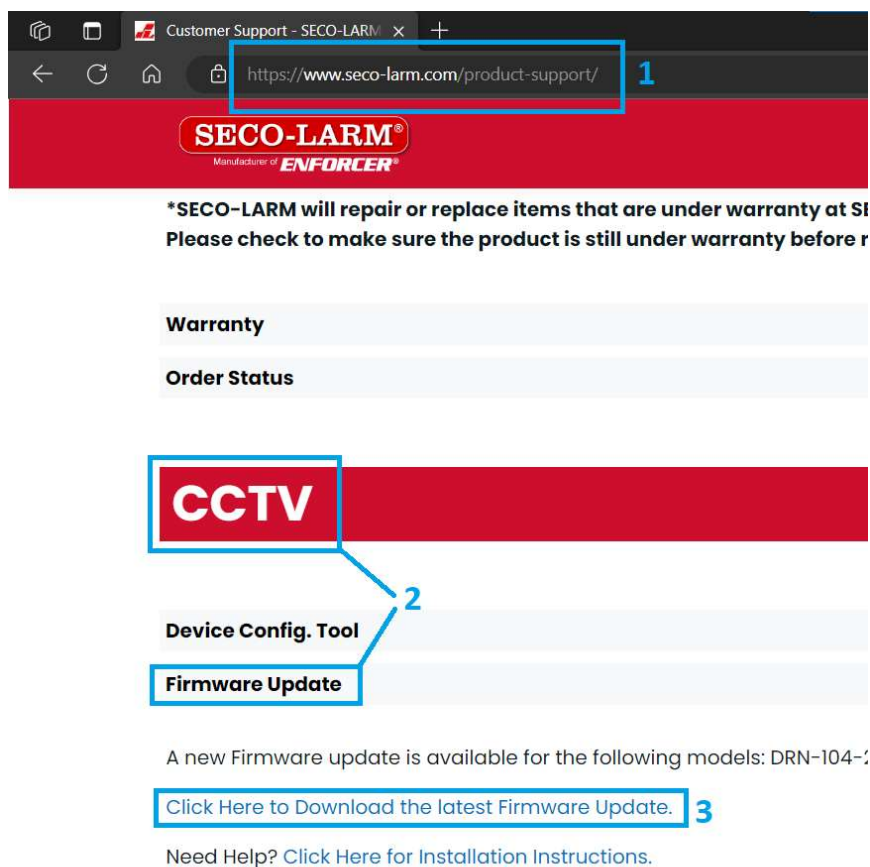 Customer Support - SECO-LARM
https://www.seco-larm.com/product-support/
1
SECO-LARM®
Manufacturer of ENFORCER®
*SECO-LARM will repair or replace items that are under warranty at
Please check to make sure the product is still under warranty before
Warranty
Order Status
CCTV
2
Device Config. Tool
Firmware Update
A new Firmware update is available for the following models: DRN-104-
Click Here to Download the latest Firmware Update.
3
Need Help? Click Here for Installation Instructions.